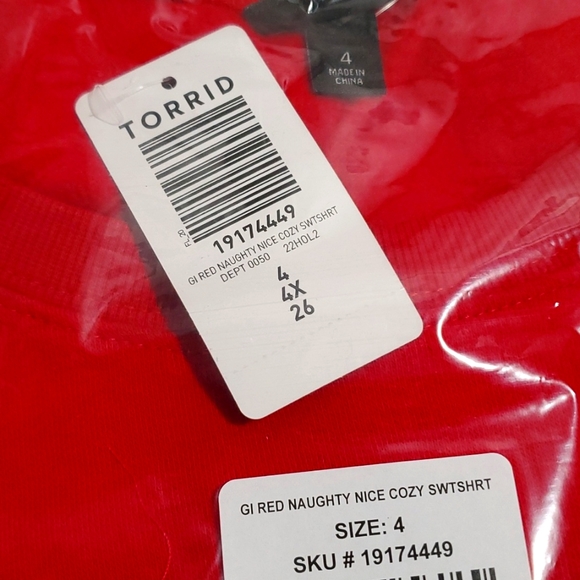 4
MADE IN
CHINA
TORRID
19174449
GI RED NAUGHTY NICE COZY SWTSHRT
DEPT 0050 22HOL2
4
4X
26
GI RED NAUGHTY NICE COZY SWTSHRT
SIZE: 4
SKU # 19174449